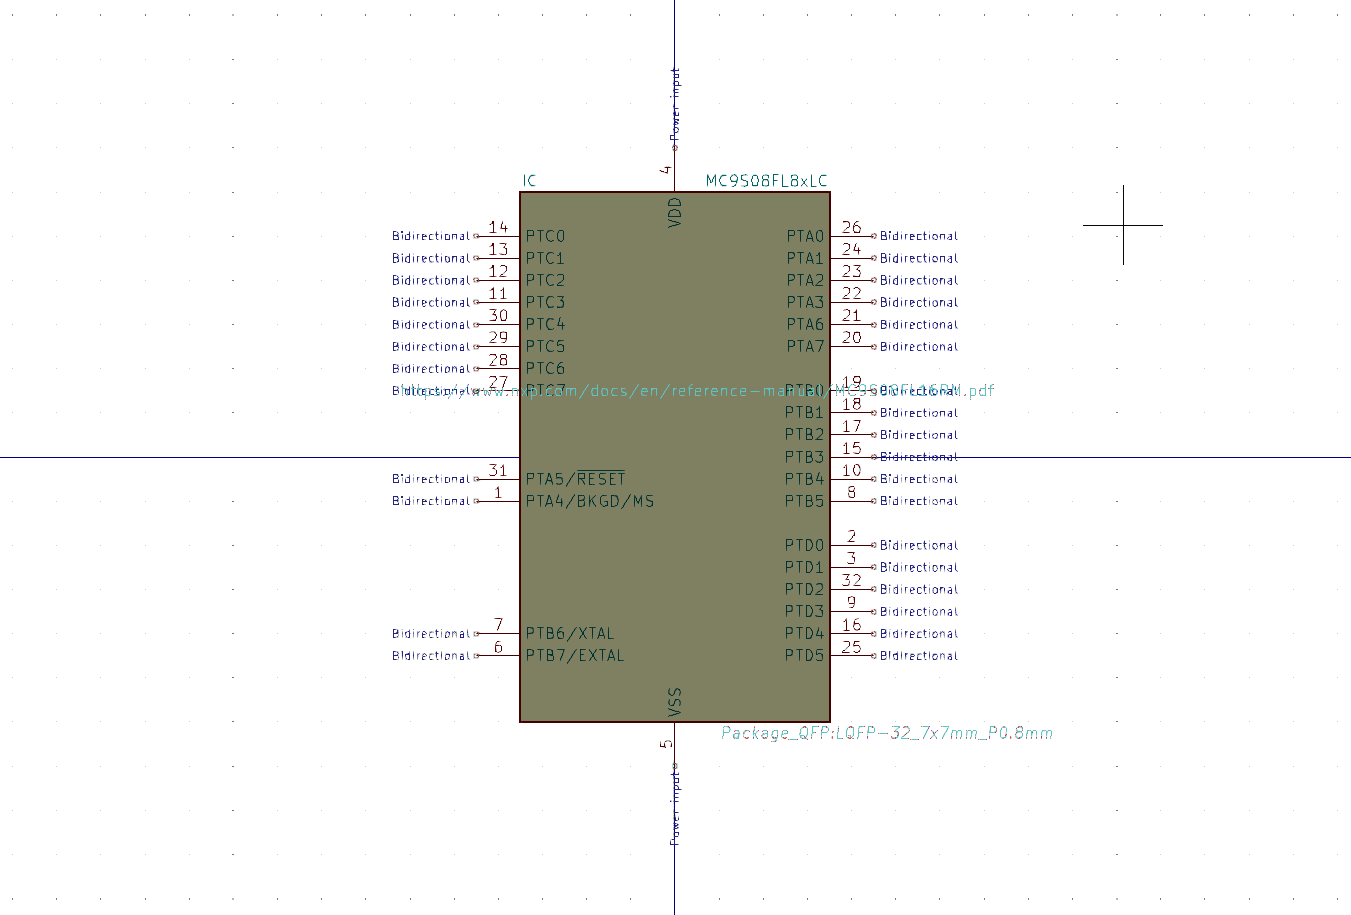 Power input
4
IC MC9S08FL8xLC
VDD
Bidirectional 14 PTC0 PTA0 26 Bidirectional
Bidirectional 13 PTC1 PTA1 24 Bidirectional
Bidirectional 12 PTC2 PTA2 23 Bidirectional
Bidirectional 11 PTC3 PTA3 22 Bidirectional
Bidirectional 30 PTC4 PTA6 21 Bidirectional
Bidirectional 29 PTC5 PTA7 20 Bidirectional
Bidirectional 28 PTC6
Bidirectional 27 PTC7 PTB0 19 Bidirectional
https://www.nxp.com/docs/en/reference-manual/MC9S08FL16RM.pdf
PTB1 18 Bidirectional
PTB2 17 Bidirectional
PTB3 15 Bidirectional
Bidirectional 31 PTA5/RESET PTB4 10 Bidirectional
Bidirectional 1 PTA4/BKGD/MS PTB5 8 Bidirectional
PTD0 2 Bidirectional
PTD1 3 Bidirectional
PTD2 32 Bidirectional
PTD3 9 Bidirectional
Bidirectional 7 PTB6/XTAL PTD4 16 Bidirectional
Bidirectional 6 PTB7/EXTAL PTD5 25 Bidirectional
VSS
Package_QFP:LQFP-32_7x7mm_P0.8mm
5
Power input